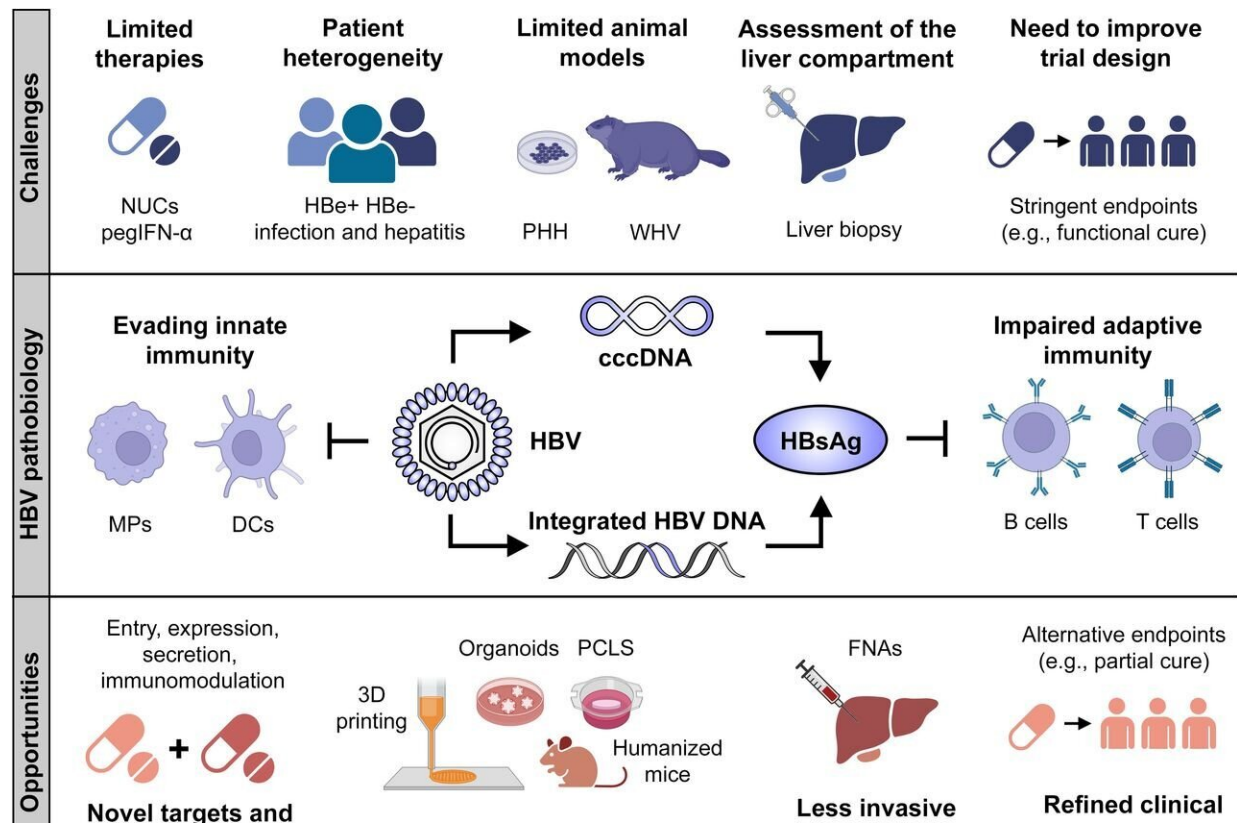 Challenges
Limited
therapies
NUCs
pegIFN-α
Patient
heterogeneity
HBe+ HBe-
infection and hepatitis
Limited animal
models
PHH
WHV
Assessment of the
liver compartment
Liver biopsy
Need to improve
trial design
Stringent endpoints
(e.g., functional cure)
HBV pathobiology
Evading innate
immunity
MPs
DCs
HBV
cccDNA
Integrated HBV DNA
HBsAg
Impaired adaptive
immunity
B cells
T cells
Opportunities
Entry, expression,
secretion,
immunomodulation
+
Novel targets and
3D
printing
Organoids
PCLS
Humanized
mice
FNAs
Less invasive
Alternative endpoints
(e.g., partial cure)
Refined clinical